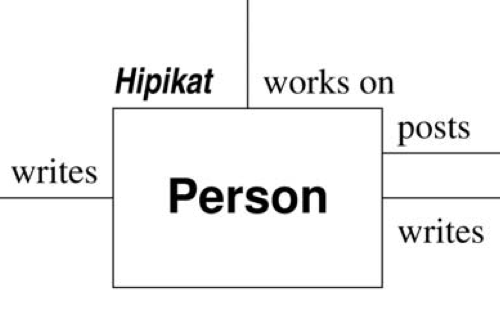 Hipikat
works on
posts
writes
Person
writes